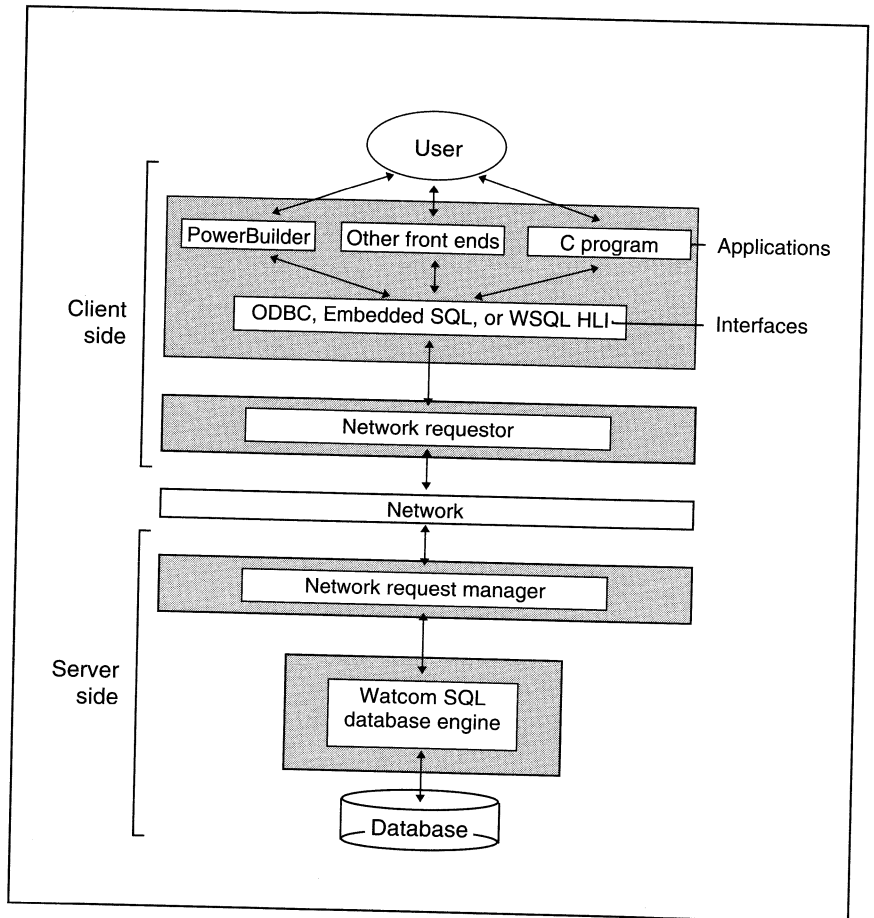 User
PowerBuilder
Other front ends
C program
Applications
ODBC, Embedded SQL, or WSQL HLI
Interfaces
Client
side
Network requestor
Network
Network request manager
Server
side
Watcom SQL
database engine
Database